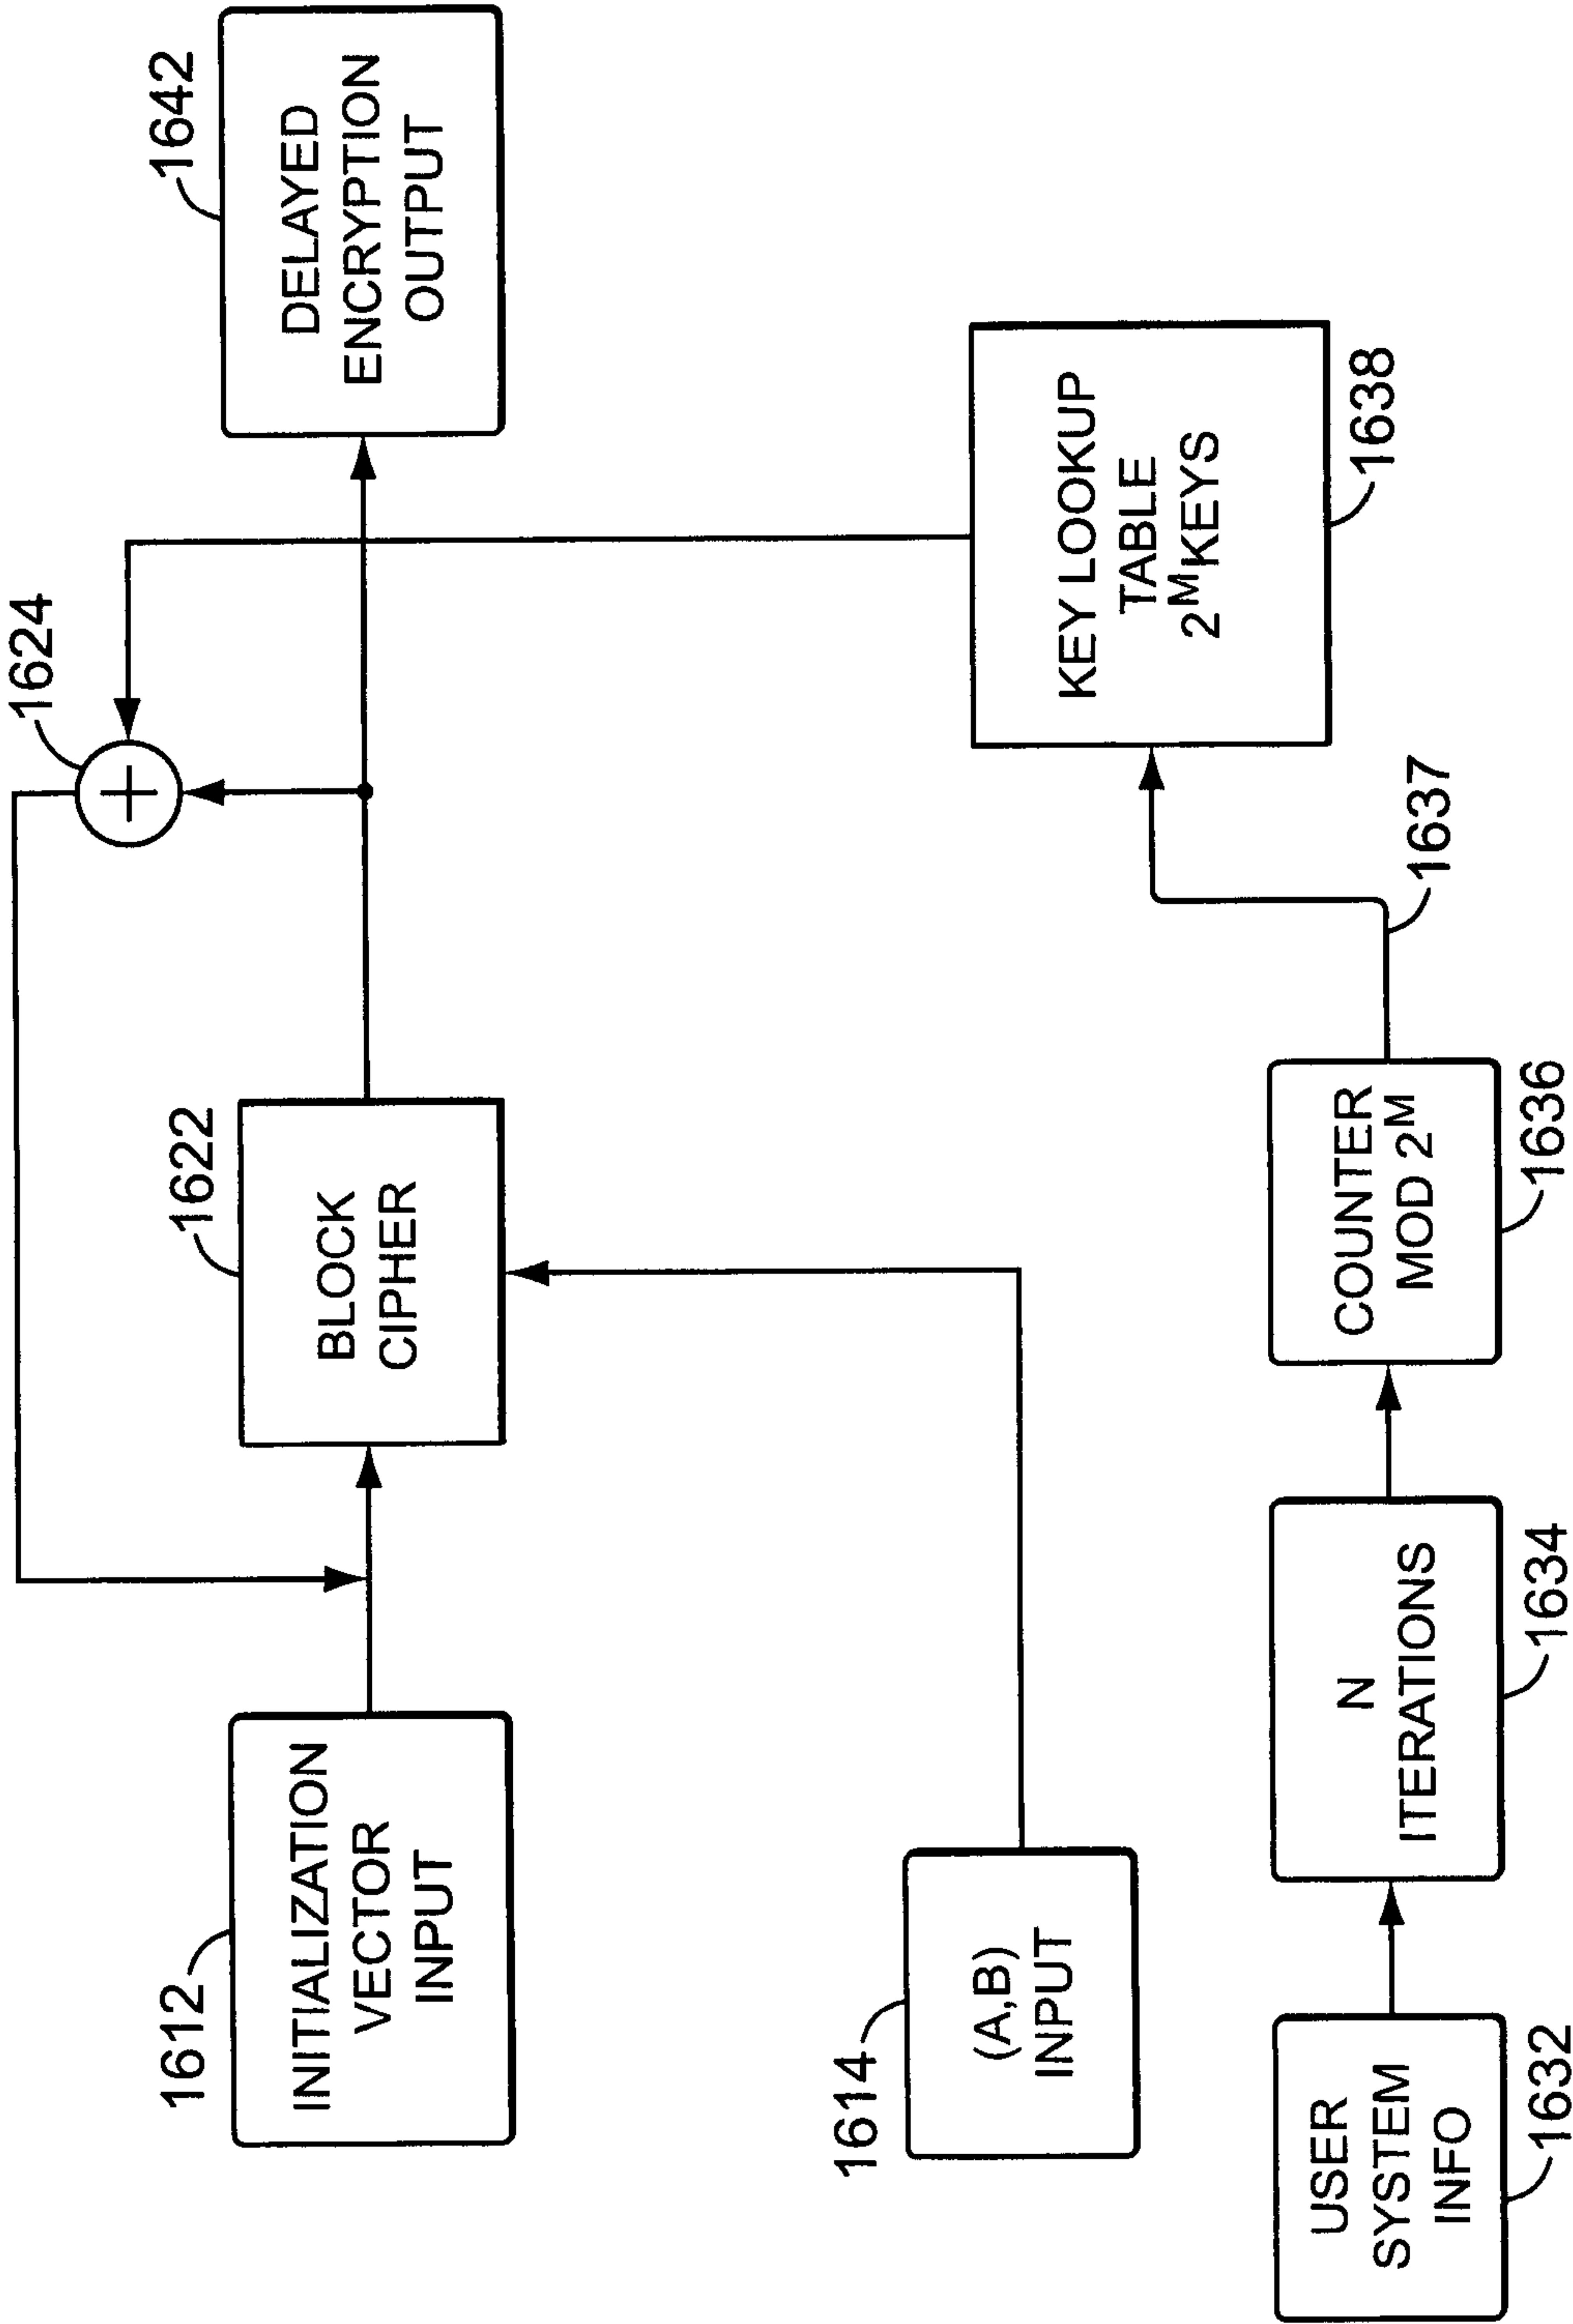 1612
INITIALIZATION
VECTOR
INPUT
1622
BLOCK
CIPHER
1624
1642
DELAYED
ENCRYPTION
OUTPUT
1614
(A,B)
INPUT
USER
SYSTEM
INFO
1632
N
ITERATIONS
1634
COUNTER
MOD 2^M
1636
1637
KEY LOOKUP
TABLE
2^M KEYS
1638